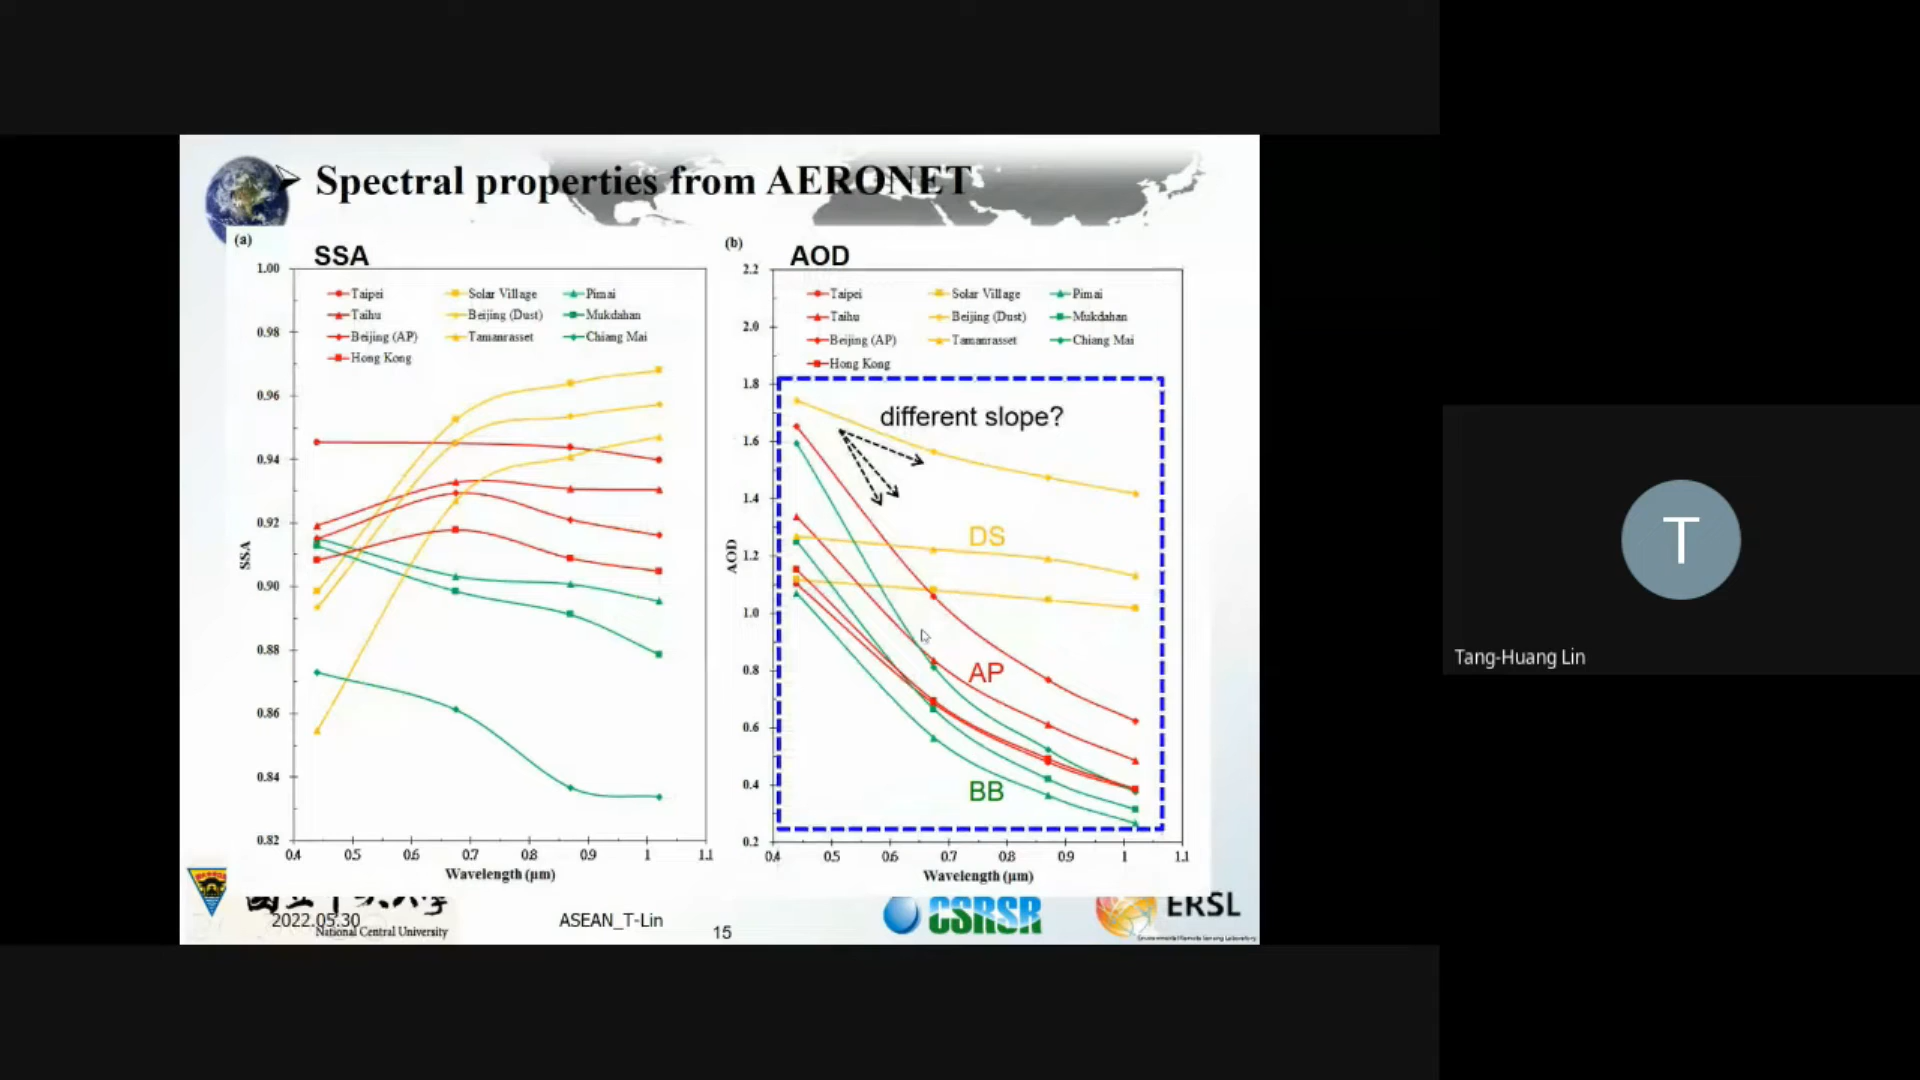 Spectral properties from AERONET
(a)
SSA
1.00
0.98
0.96
0.94
0.92
0.90
0.88
0.86
0.84
0.82
SSA
Taipei
Solar Village
Pimai
Taihu
Beijing (Dust)
Mukdahan
Beijing (AP)
Tamanrasset
Chiang Mai
Hong Kong
0.4 0.5 0.6 0.7 0.8 0.9 1 1.1
Wavelength (μm)
(b)
AOD
2.2
2.0
1.8
1.6
1.4
1.2
1.0
0.8
0.6
0.4
0.2
AOD
Taipei
Solar Village
Pimai
Taihu
Beijing (Dust)
Mukdahan
Beijing (AP)
Tamanrasset
Chiang Mai
Hong Kong
different slope?
DS
AP
BB
0.4 0.5 0.6 0.7 0.8 0.9 1 1.1
Wavelength (μm)
2022.05.30
National Central University
ASEAN_T-Lin
15
CSRSR
ERSL
Environmental Remote Sensing Laboratory
T
Tang-Huang Lin